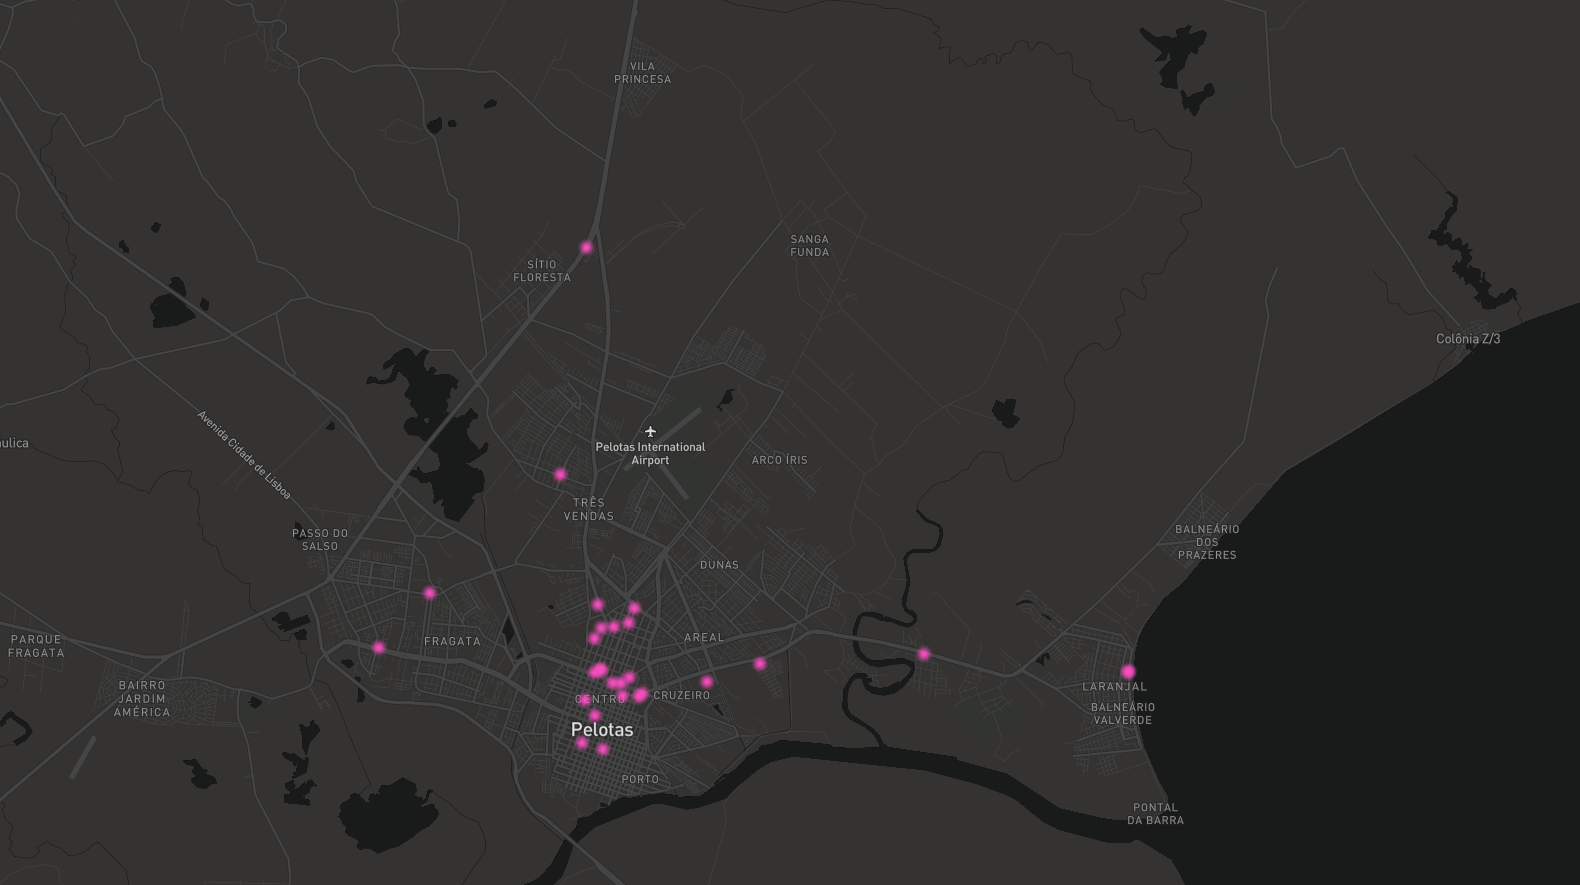 VILA
PRINCESA
SANGA
FUNDA
SÍTIO
FLORESTA
Colônia Z/3
Avenida Cidade de Lisboa
aulica
Pelotas International
Airport
ARCO ÍRIS
TRÊS
VENDAS
PASSO DO
SALSO
BALNEÁRIO
DOS
PRAZERES
DUNAS
PARQUE
FRAGATA
FRAGATA
AREAL
BAIRRO
JARDIM
AMÉRICA
CENTRO
CRUZEIRO
LARANJAL
BALNEÁRIO
VALVERDE
Pelotas
PORTO
PONTAL
DA BARRA